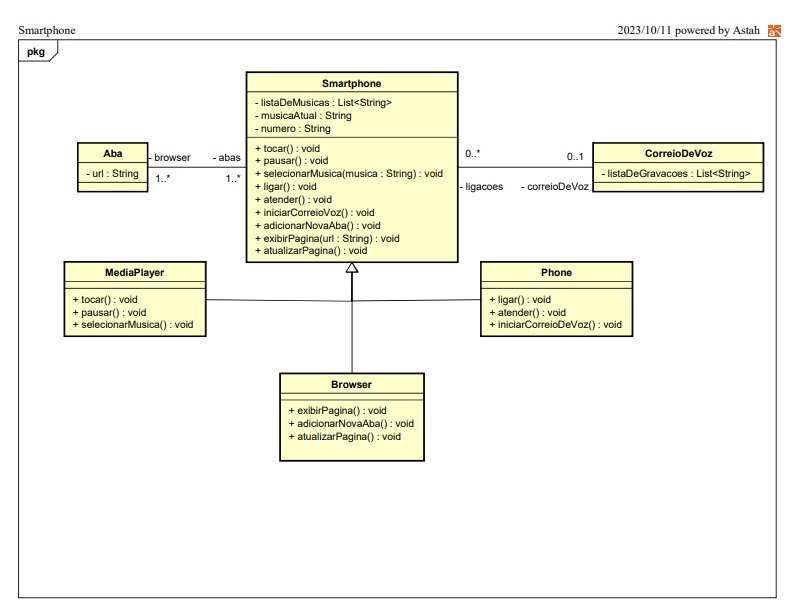 Smartphone
2023/10/11 powered by Astah
pkg
Smartphone
- listaDeMusicas : List<String>
- musicaAtual : String
- numero : String
+ tocar() : void
+ pausar() : void
+ selecionarMusica(musica : String) : void
+ ligar() : void
+ atender() : void
+ iniciarCorreioVoz() : void
+ adicionarNovaAba() : void
+ exibirPagina(url : String) : void
+ atualizarPagina() : void
Aba
- url : String
- browser
- abas
1..*
1..*
0..*
0..1
- ligacoes
- correioDeVoz
CorreioDeVoz
- listaDeGravacoes : List<String>
MediaPlayer
+ tocar() : void
+ pausar() : void
+ selecionarMusica() : void
Phone
+ ligar() : void
+ atender() : void
+ iniciarCorreioDeVoz() : void
Browser
+ exibirPagina() : void
+ adicionarNovaAba() : void
+ atualizarPagina() : void